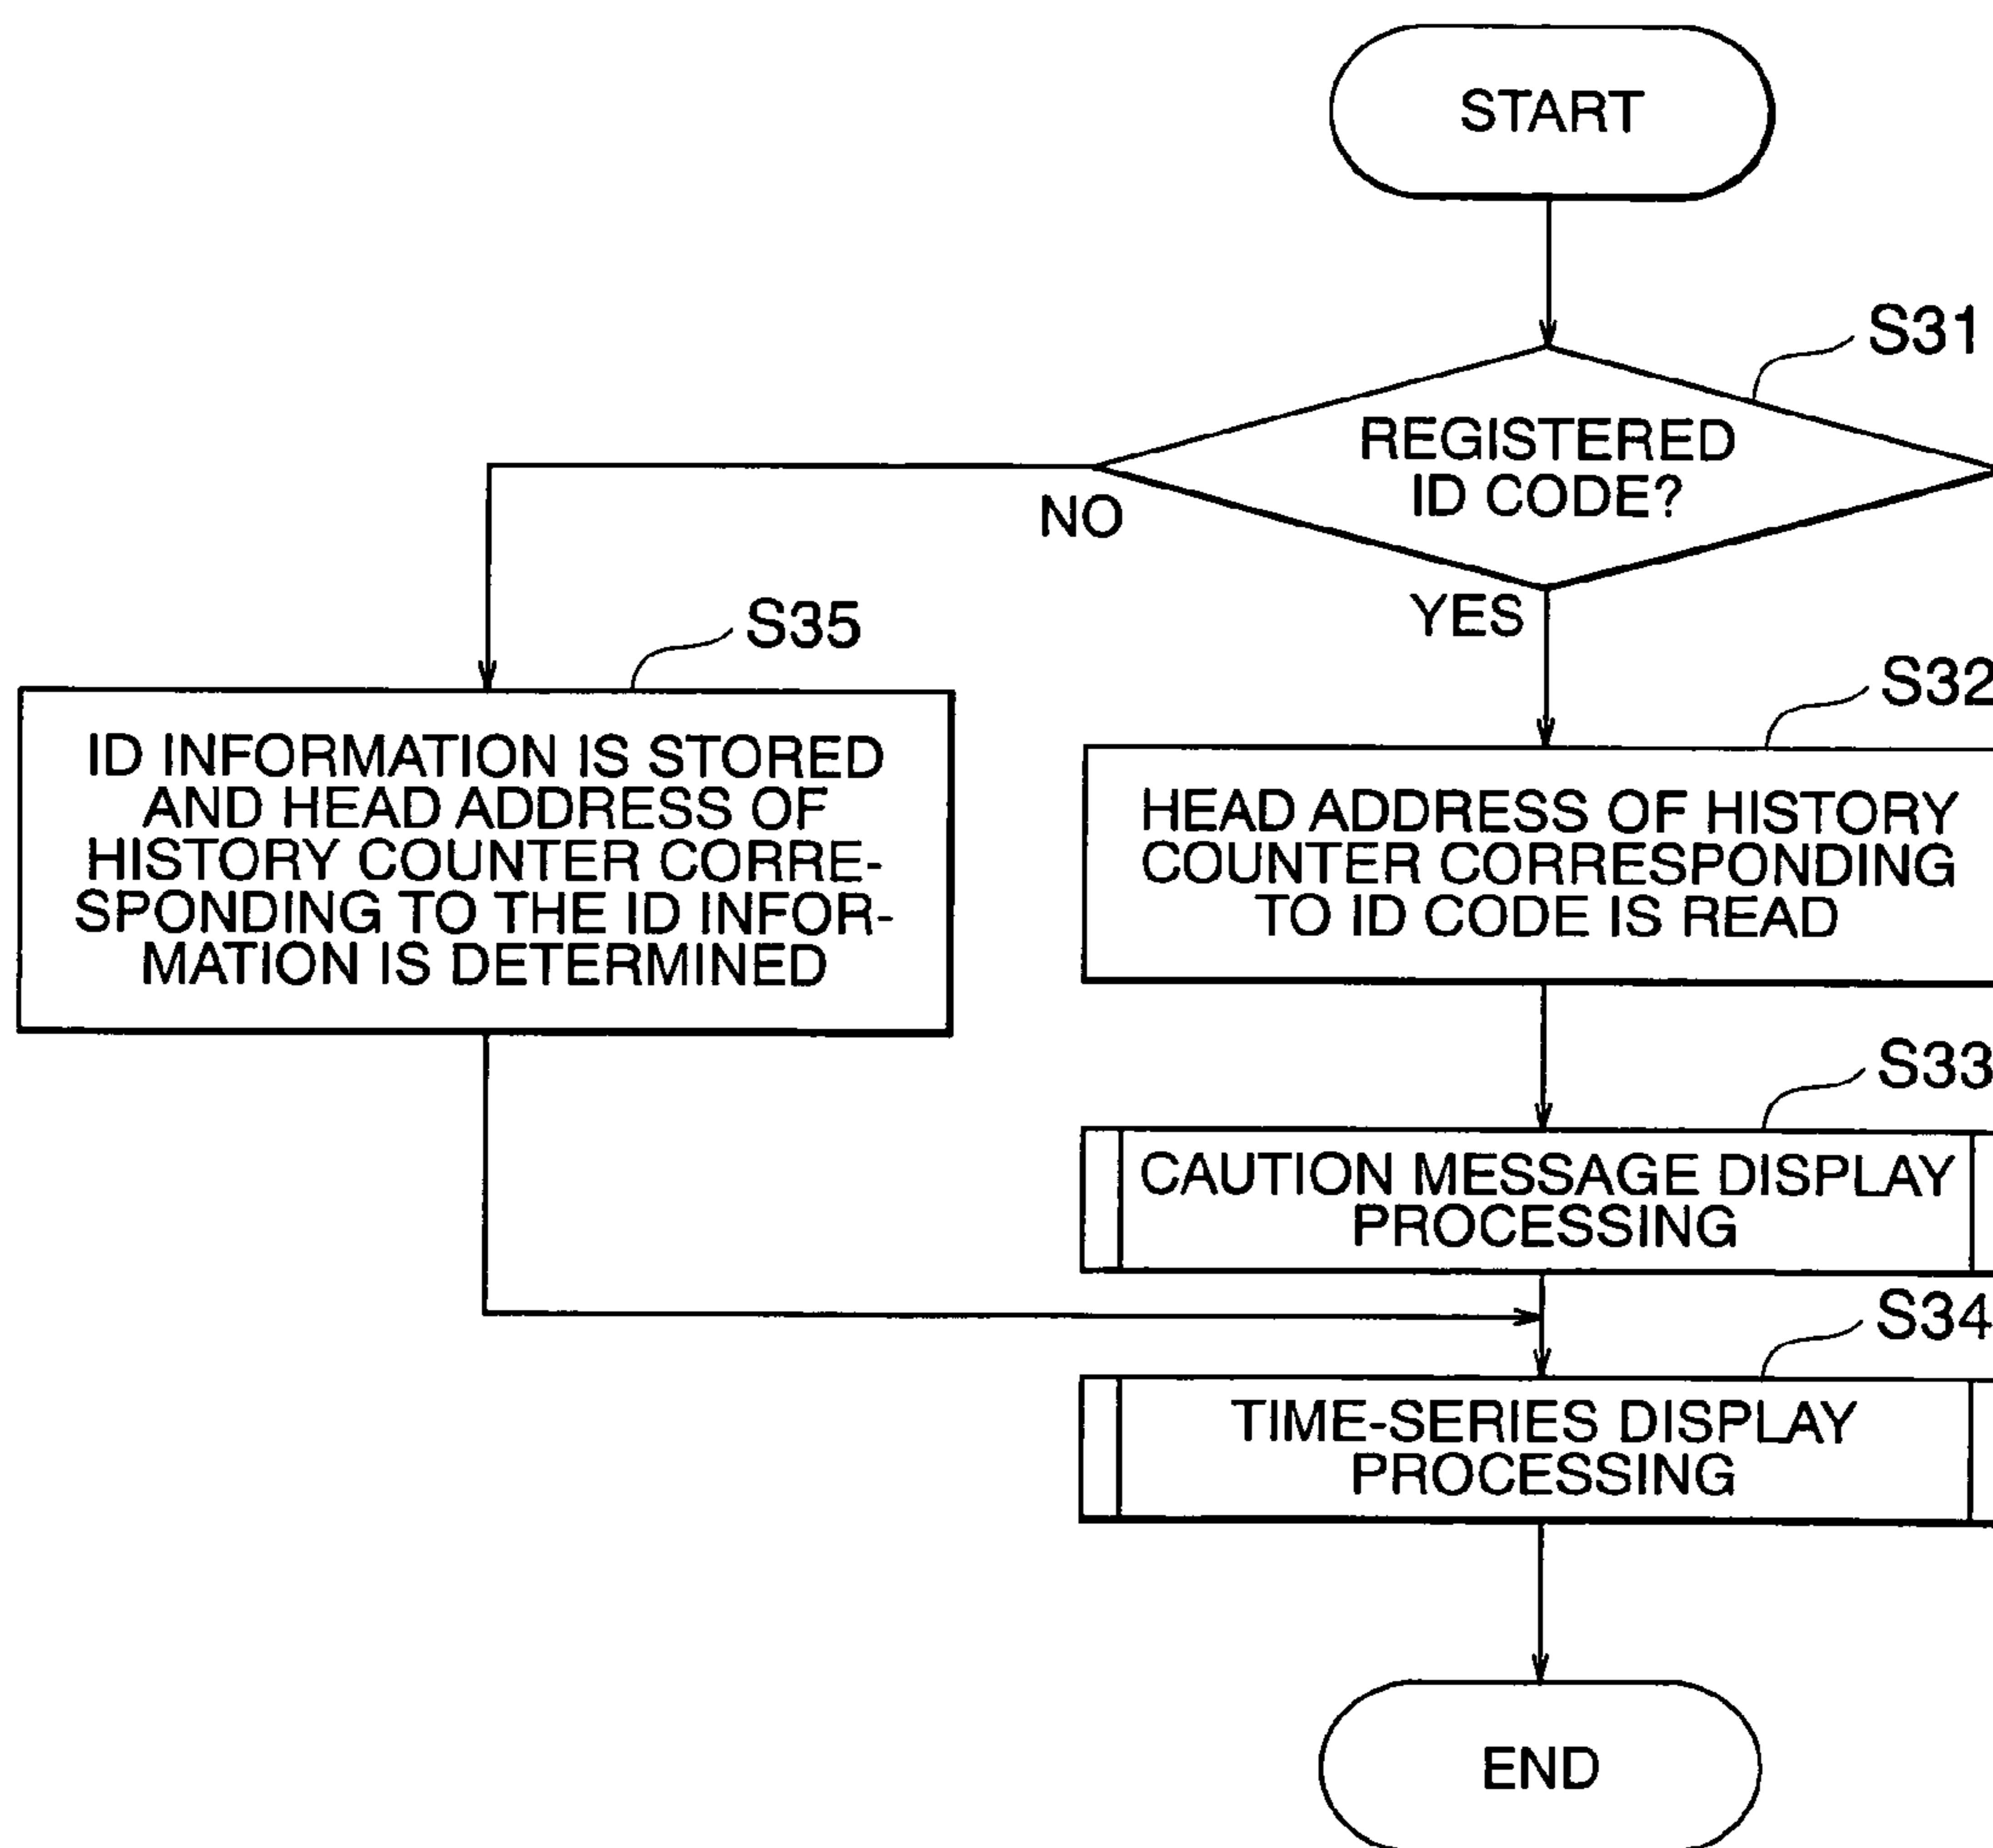 START
S31
REGISTERED
ID CODE?
NO
YES
S35
ID INFORMATION IS STORED
AND HEAD ADDRESS OF
HISTORY COUNTER CORRE-
SPONDING TO THE ID INFOR-
MATION IS DETERMINED
S32
HEAD ADDRESS OF HISTORY
COUNTER CORRESPONDING
TO ID CODE IS READ
S33
CAUTION MESSAGE DISPLAY
PROCESSING
S34
TIME-SERIES DISPLAY
PROCESSING
END